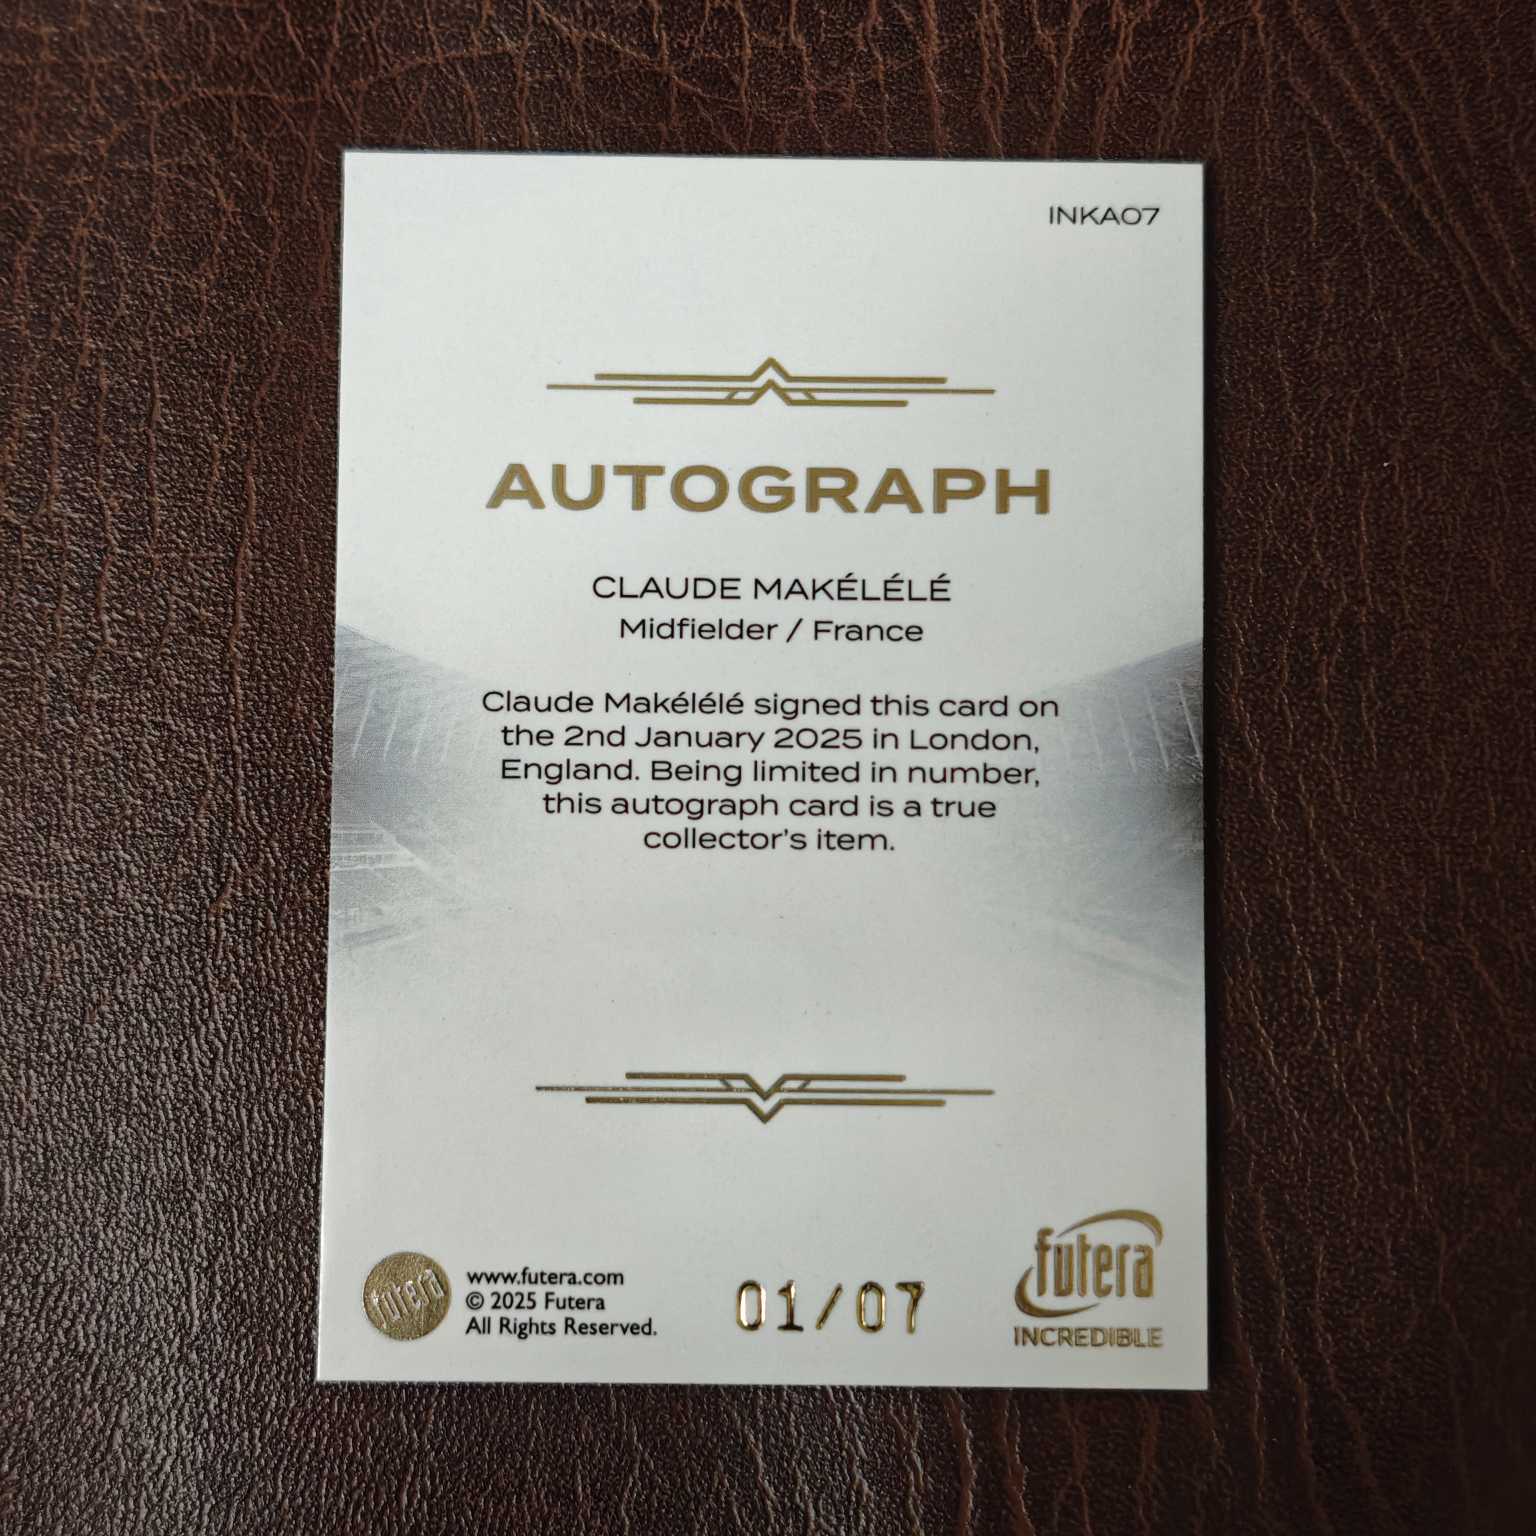 INKA07
AUTOGRAPH
CLAUDE MAKÉLÉLÉ
Midfielder / France
Claude Makélélé signed this card on
the 2nd January 2025 in London,
England. Being limited in number,
this autograph card is a true
collector's item.
futera
www.futera.com
© 2025 Futera
All Rights Reserved.
01/07
futera
INCREDIBLE